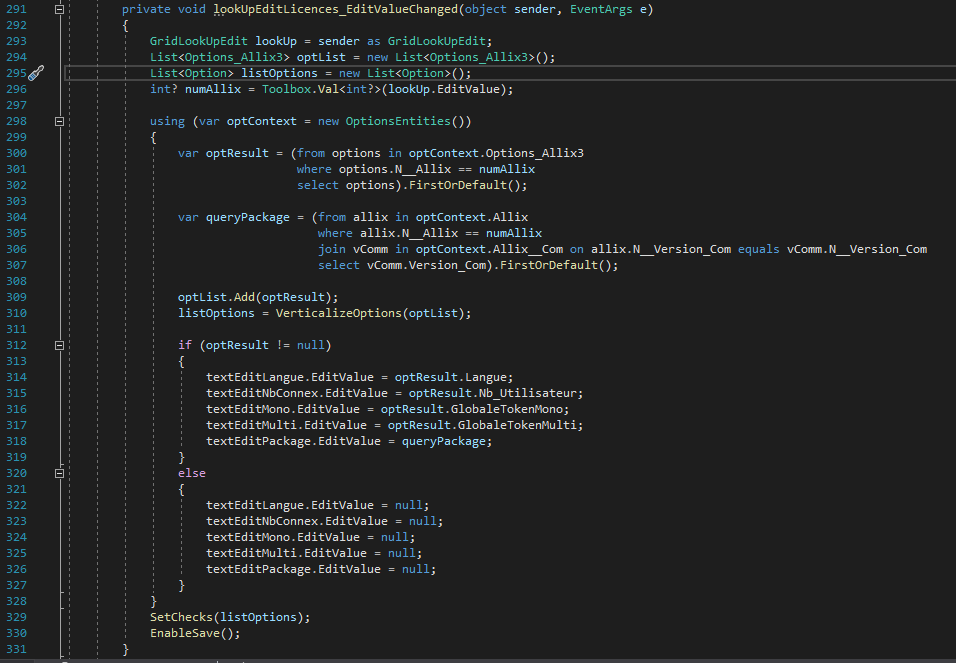 291 private void lookUpEditLicences_EditValueChanged(object sender, EventArgs e)
292 {
293 GridLookUpEdit lookUp = sender as GridLookUpEdit;
294 List<Options_Allix3> optList = new List<Options_Allix3>();
295 List<Option> listOptions = new List<Option>();
296 int? numAllix = Toolbox.Val<int?>(lookUp.EditValue);
297
298 using (var optContext = new OptionsEntities())
299 {
300 var optResult = (from options in optContext.Options_Allix3
301 where options.N__Allix == numAllix
302 select options).FirstOrDefault();
303
304 var queryPackage = (from allix in optContext.Allix
305 where allix.N__Allix == numAllix
306 join vComm in optContext.Allix__Com on allix.N__Version_Com equals vComm.N__Version_Com
307 select vComm.Version_Com).FirstOrDefault();
308
309 optList.Add(optResult);
310 listOptions = VerticalizeOptions(optList);
311
312 if (optResult != null)
313 {
314 textEditLangue.EditValue = optResult.Langue;
315 textEditNbConnex.EditValue = optResult.Nb_Utilisateur;
316 textEditMono.EditValue = optResult.GlobaleTokenMono;
317 textEditMulti.EditValue = optResult.GlobaleTokenMulti;
318 textEditPackage.EditValue = queryPackage;
319 }
320 else
321 {
322 textEditLangue.EditValue = null;
323 textEditNbConnex.EditValue = null;
324 textEditMono.EditValue = null;
325 textEditMulti.EditValue = null;
326 textEditPackage.EditValue = null;
327 }
328 }
329 SetChecks(listOptions);
330 EnableSave();
331 }